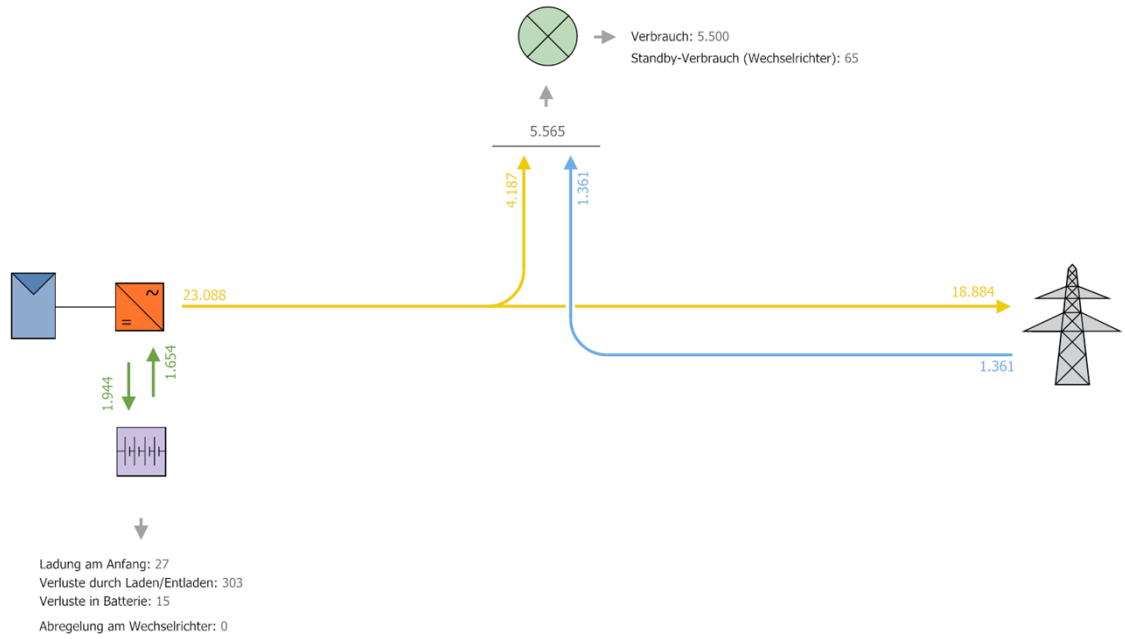 Verbrauch: 5.500
Standby-Verbrauch (Wechselrichter): 65
5.565
4.187
1.361
23.088
18.884
1.361
1.944
1.654
Ladung am Anfang: 27
Verluste durch Laden/Entladen: 303
Verluste in Batterie: 15
Abregelung am Wechselrichter: 0